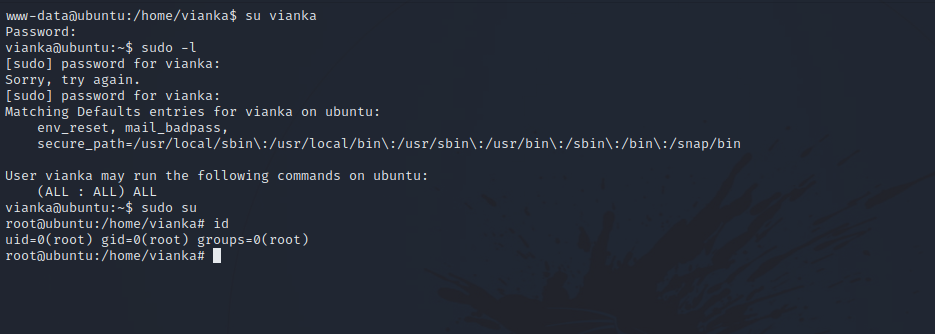 www-data@ubuntu:/home/vianka$ su vianka
Password:
vianka@ubuntu:~$ sudo -l
[sudo] password for vianka:
Sorry, try again.
[sudo] password for vianka:
Matching Defaults entries for vianka on ubuntu:
    env_reset, mail_badpass,
    secure_path=/usr/local/sbin\:/usr/local/bin\:/usr/sbin\:/usr/bin\:/sbin\:/bin\:/snap/bin

User vianka may run the following commands on ubuntu:
    (ALL : ALL) ALL
vianka@ubuntu:~$ sudo su
root@ubuntu:/home/vianka# id
uid=0(root) gid=0(root) groups=0(root)
root@ubuntu:/home/vianka#